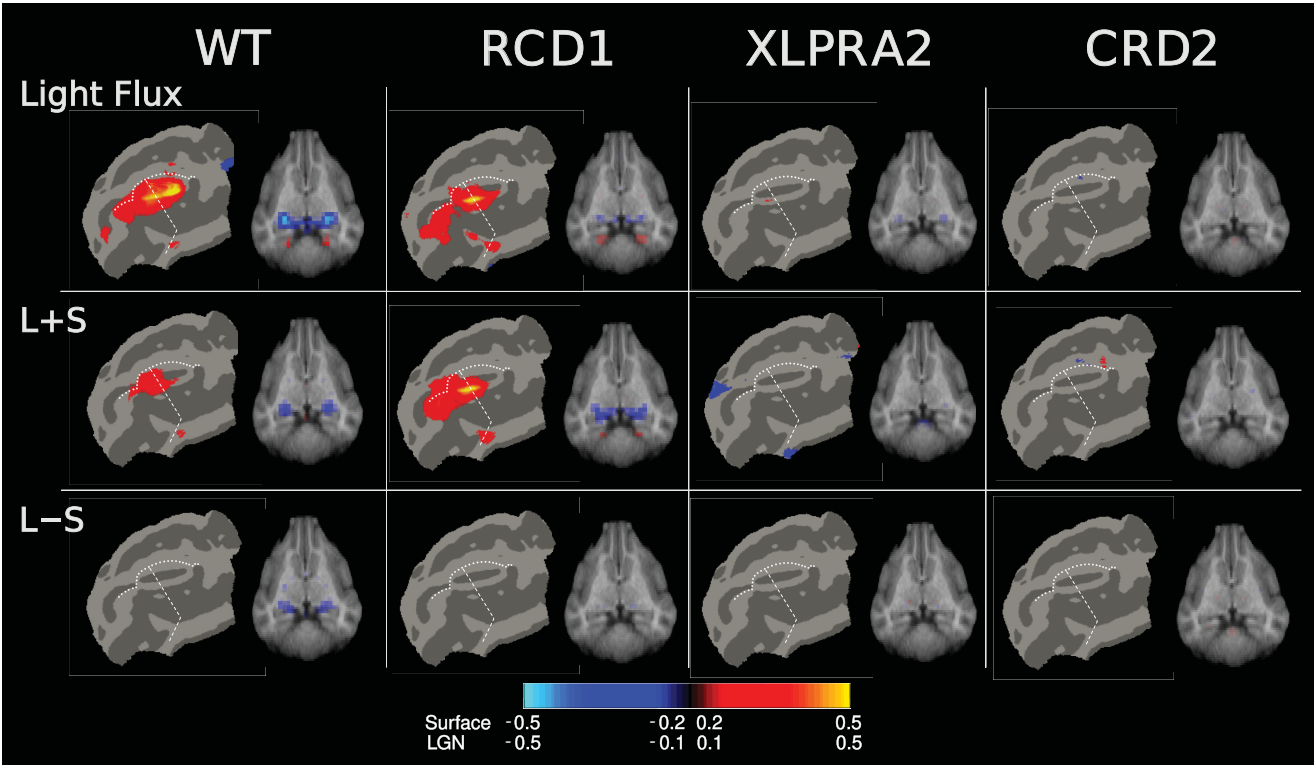 WT RCD1 XLPRA2 CRD2
Light Flux
L+S
L−S
Surface -0.5 -0.2 0.2 0.5
LGN -0.5 -0.1 0.1 0.5